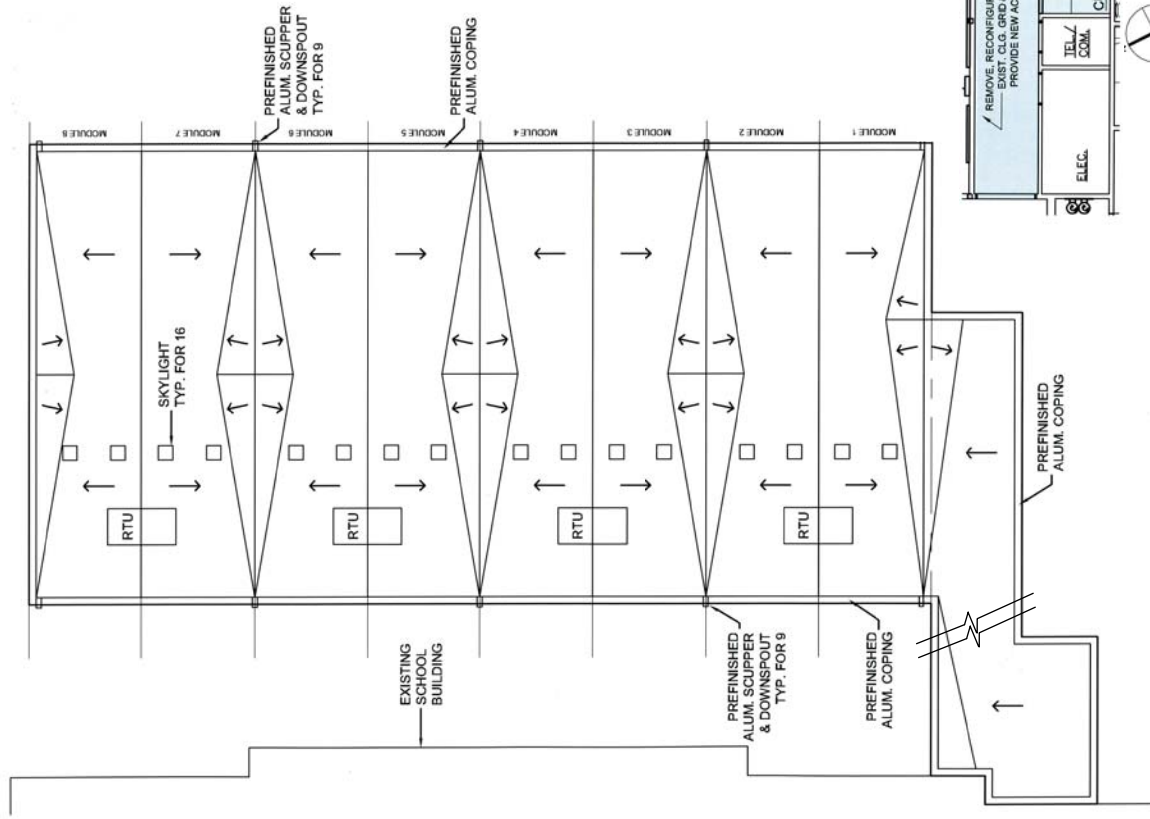 PREFINISHED
ALUM. SCUPPER
& DOWNSPOUT
TYP. FOR 9
PREFINISHED
ALUM. COPING
MODULE 8
MODULE 7
MODULE 6
MODULE 5
MODULE 4
MODULE 3
MODULE 2
MODULE 1
SKYLIGHT
TYP. FOR 16
RTU
RTU
RTU
RTU
EXISTING
SCHOOL
BUILDING
PREFINISHED
ALUM. SCUPPER
& DOWNSPOUT
TYP. FOR 9
PREFINISHED
ALUM. COPING
PREFINISHED
ALUM. COPING
REMOVE, RECONFIGURE
EXIST. CLG. GRID &
PROVIDE NEW AC
TEL./
COM.
ELEC.
C